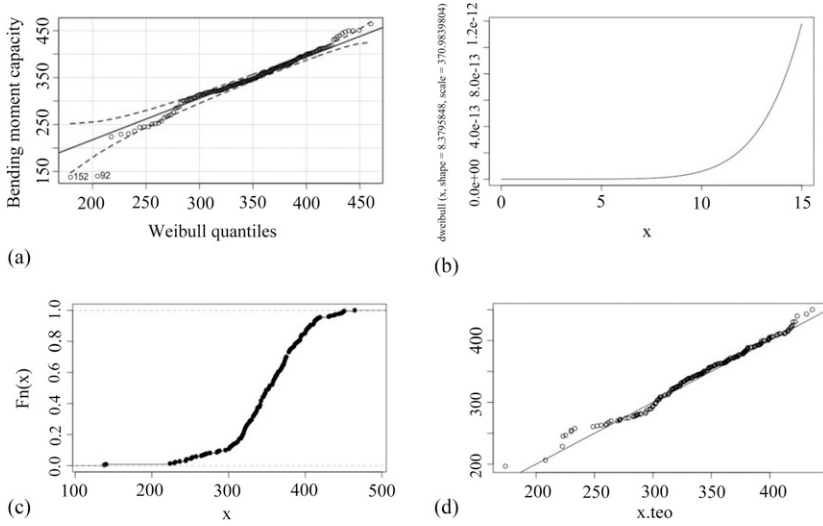 Bending moment capacity
450
350
250
150
152
92
200
250
300
350
400
450
Weibull quantiles
(a)
dweibull (x, shape = 8.3795848, scale = 370.9839804)
1.2e-12
8.0e-13
4.0e-13
0.0e+00
0
5
10
15
x
(b)
Fn(x)
1.0
0.8
0.6
0.4
0.2
0.0
100
200
300
400
500
x
(c)
400
300
200
200
250
300
350
400
x.teo
(d)